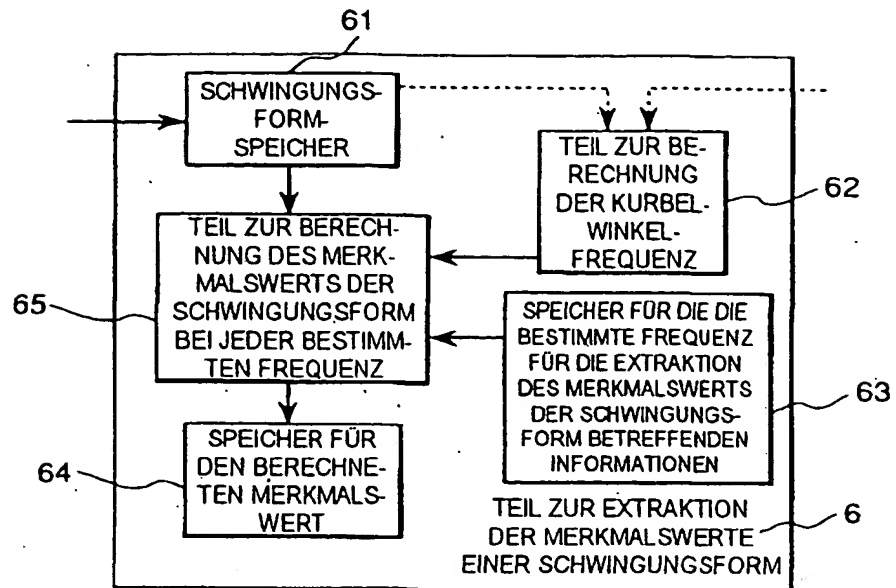 61
SCHWINGUNGS-
FORM-
SPEICHER
TEIL ZUR BE-
RECHNUNG
DER KURBEL-
WINKEL-
FREQUENZ
62
TEIL ZUR BERECH-
NUNG DES MERK-
MALSWERTS DER
SCHWINGUNGSFORM
BEI JEDER BESTIMM-
TEN FREQUENZ
65
SPEICHER FÜR DIE DIE
BESTIMMTE FREQUENZ
FÜR DIE EXTRAKTION
DES MERKMALSWERTS
DER SCHWINGUNGS-
FORM BETREFFENDEN
INFORMATIONEN
63
SPEICHER FÜR
DEN BERECHNE-
TEN MERKMALS-
WERT
64
TEIL ZUR EXTRAKTION
DER MERKMALSWERTE
EINER SCHWINGUNGSFORM
6